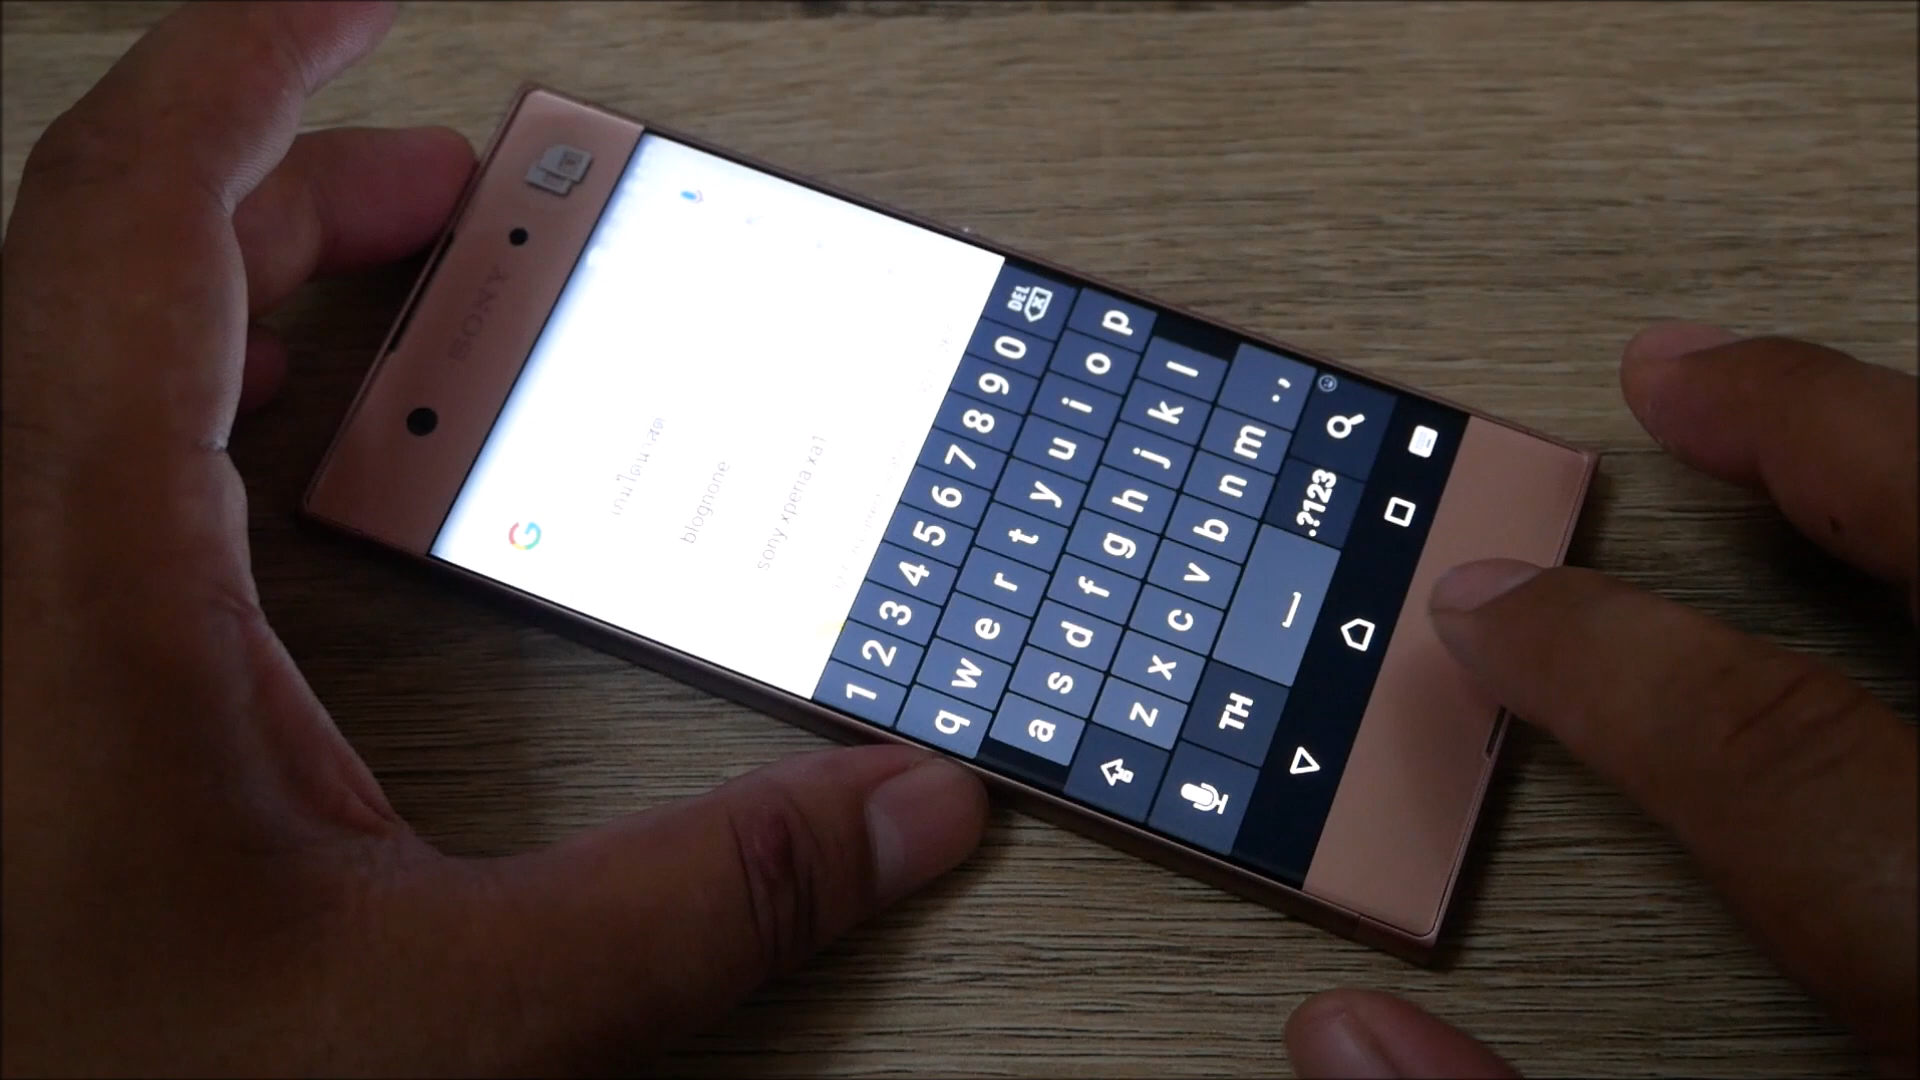 SONY
blognone
sony xperia xa1
1 2 3 4 5 6 7 8 9 0 DEL
q w e r t y u i o p
a s d f g h j k l
z x c v b n m . ,
TH .?123